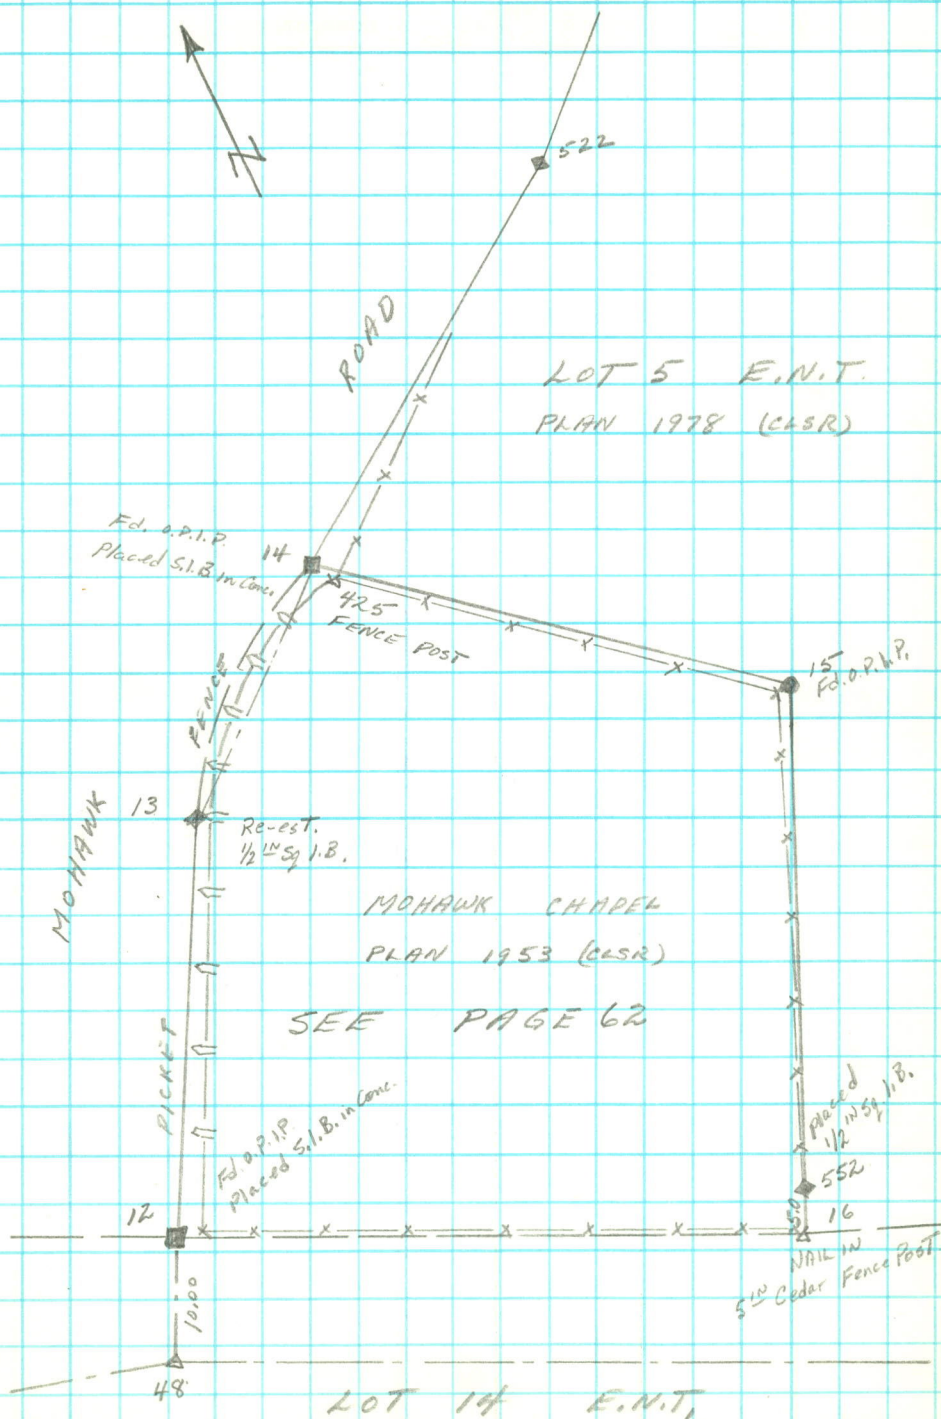 N
522
ROAD
LOT 5 E.N.T.
PLAN 1978 (CLSR)
Fd. O.P.I.P.
Placed S.I.B. in Conc.
14
425
FENCE POST
15
Fd. O.P.I.P.
FENCE
13
Re-est.
1/2 IN Sq I.B.
MOHAWK
MOHAWK CHAPEL
PLAN 1953 (CLSR)
SEE PAGE 62
PICKET
Fd. O.P.I.P.
Placed S.I.B. in Conc.
Placed
1/2 IN Sq. I.B.
552
12
5.0
16
NAIL IN
5 IN Cedar Fence Post
10.00
48
LOT 14 E.N.T.